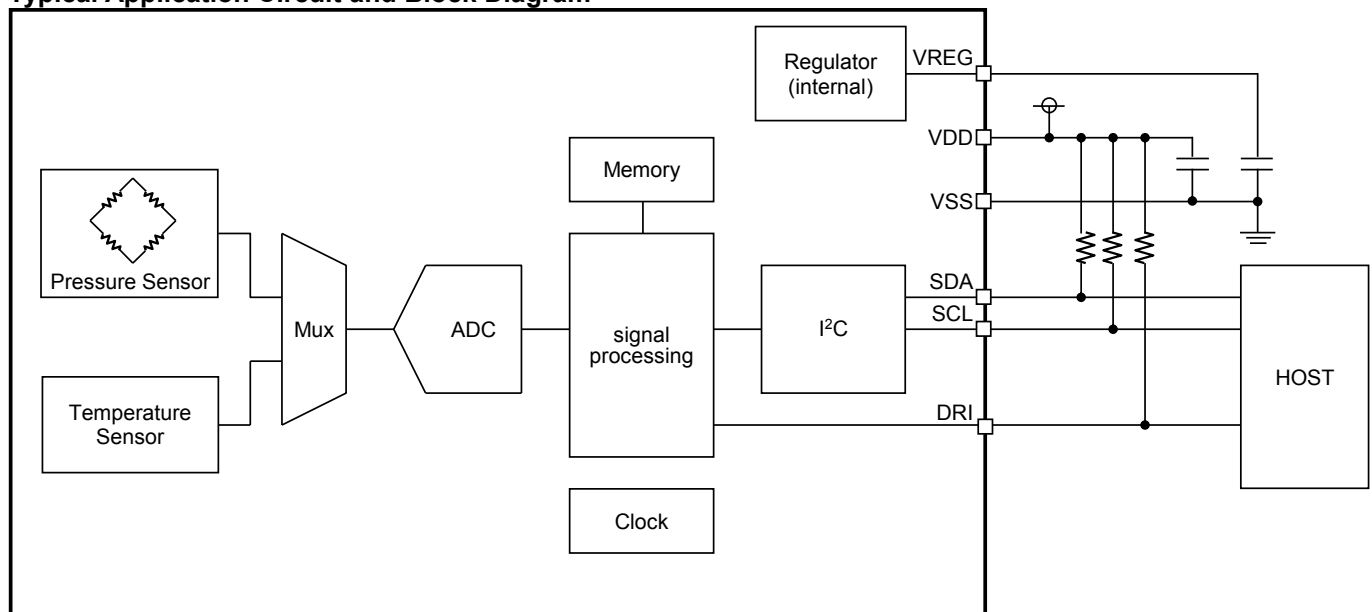 Typical Application Circuit and Block Diagram
Regulator
(internal)
VREG
VDD
VSS
Memory
Pressure Sensor
Mux
ADC
signal
processing
I²C
SDA
SCL
HOST
Temperature
Sensor
DRI
Clock